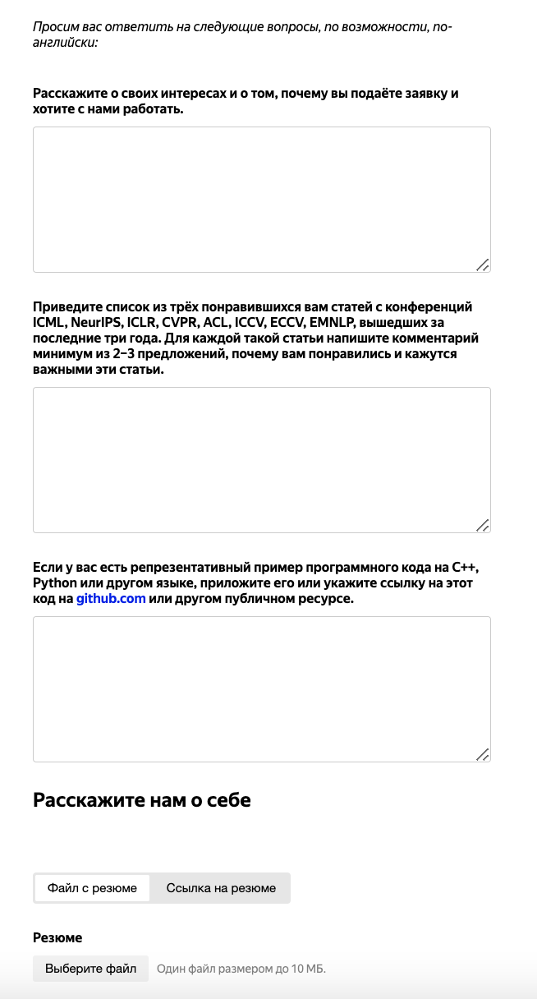 Просим вас ответить на следующие вопросы, по возможности, по-
английски:
Расскажите о своих интересах и о том, почему вы подаёте заявку и
хотите с нами работать.
Приведите список из трёх понравившихся вам статей с конференций
ICML, NeurIPS, ICLR, CVPR, ACL, ICCV, ECCV, EMNLP, вышедших за
последние три года. Для каждой такой статьи напишите комментарий
минимум из 2–3 предложений, почему вам понравились и кажутся
важными эти статьи.
Если у вас есть репрезентативный пример программного кода на C++,
Python или другом языке, приложите его или укажите ссылку на этот
код на github.com или другом публичном ресурсе.
Расскажите нам о себе
Файл с резюме Ссылка на резюме
Резюме
Выберите файл Один файл размером до 10 МБ.